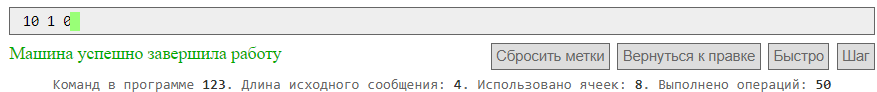 10 1 0
Машина успешно завершила работу
Сбросить метки Вернуться к правке Быстро Шаг
Команд в программе 123. Длина исходного сообщения: 4. Использовано ячеек: 8. Выполнено операций: 50